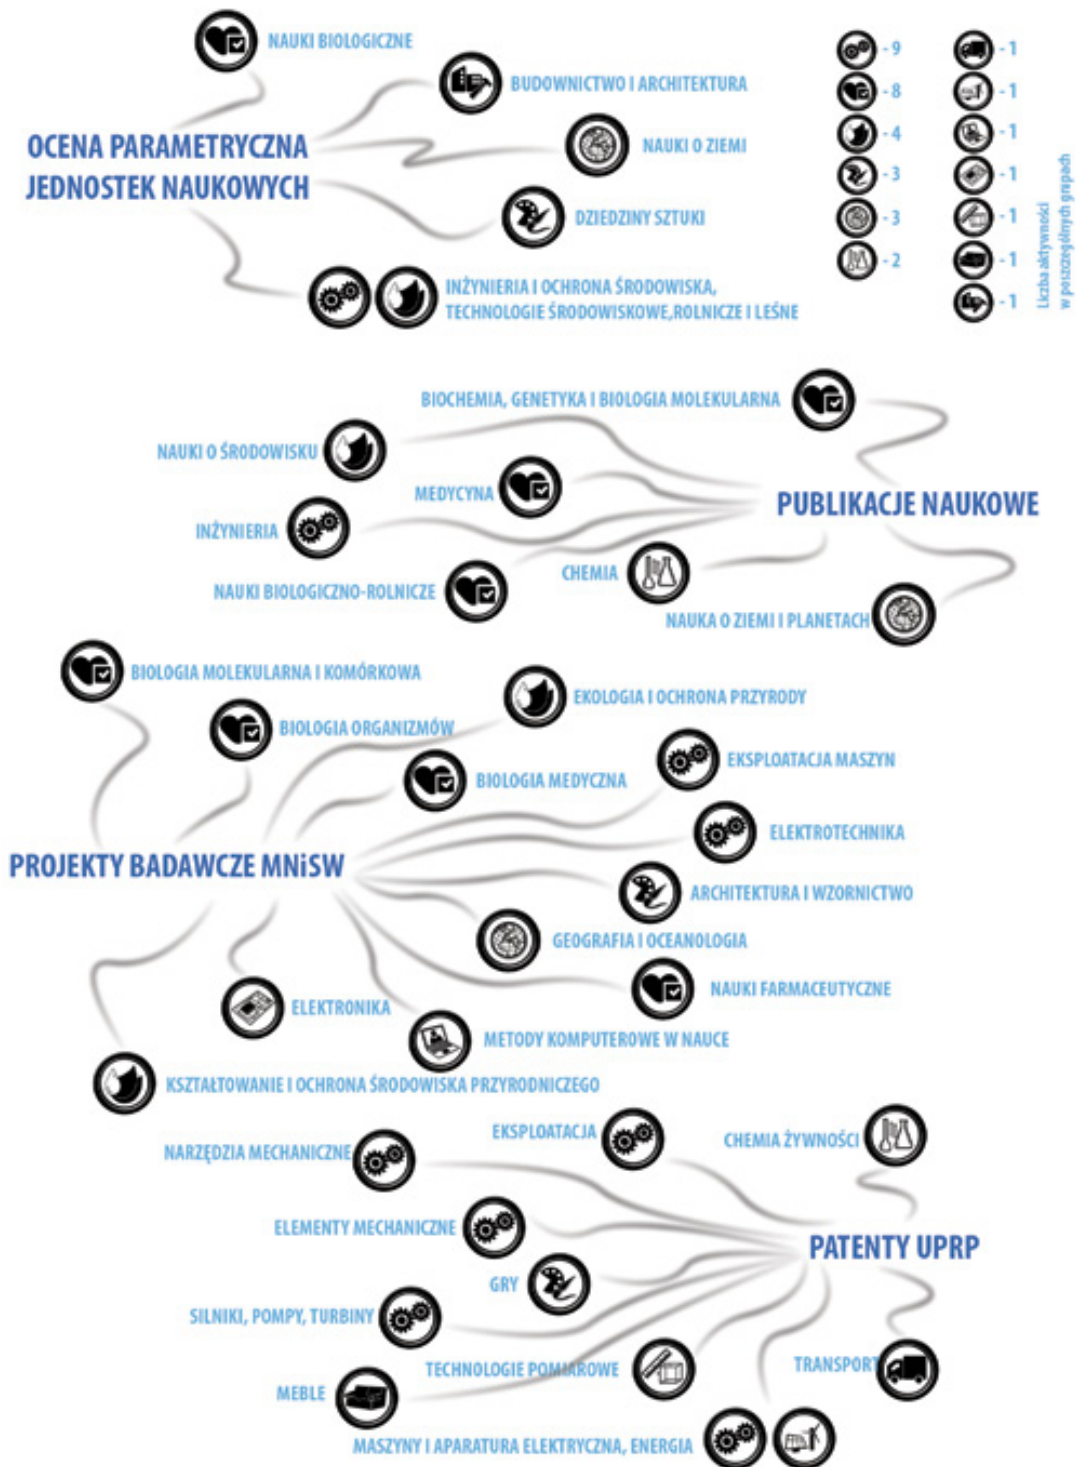 NAUKI BIOLOGICZNE
BUDOWNICTWO I ARCHITEKTURA
OCENA PARAMETRYCZNA
JEDNOSTEK NAUKOWYCH
NAUKI O ZIEMI
DZIEDZINY SZTUKI
INŻYNIERIA I OCHRONA ŚRODOWISKA,
TECHNOLOGIE ŚRODOWISKOWE,ROLNICZE I LEŚNE
- 9
- 8
- 4
- 3
- 3
- 2
- 1
- 1
- 1
- 1
- 1
- 1
- 1
Liczba aktywności
w poszczególnych grupach
BIOCHEMIA, GENETYKA I BIOLOGIA MOLEKULARNA
NAUKI O ŚRODOWISKU
MEDYCYNA
PUBLIKACJE NAUKOWE
INŻYNIERIA
CHEMIA
NAUKI BIOLOGICZNO-ROLNICZE
NAUKA O ZIEMI I PLANETACH
BIOLOGIA MOLEKULARNA I KOMÓRKOWA
EKOLOGIA I OCHRONA PRZYRODY
BIOLOGIA ORGANIZMÓW
EKSPLOATACJA MASZYN
BIOLOGIA MEDYCZNA
ELEKTROTECHNIKA
PROJEKTY BADAWCZE MNiSW
ARCHITEKTURA I WZORNICTWO
GEOGRAFIA I OCEANOLOGIA
NAUKI FARMACEUTYCZNE
ELEKTRONIKA
METODY KOMPUTEROWE W NAUCE
KSZTAŁTOWANIE I OCHRONA ŚRODOWISKA PRZYRODNICZEGO
EKSPLOATACJA
CHEMIA ŻYWNOŚCI
NARZĘDZIA MECHANICZNE
ELEMENTY MECHANICZNE
PATENTY UPRP
GRY
SILNIKI, POMPY, TURBINY
TECHNOLOGIE POMIAROWE
TRANSPORT
MEBLE
MASZYNY I APARATURA ELEKTRYCZNA, ENERGIA